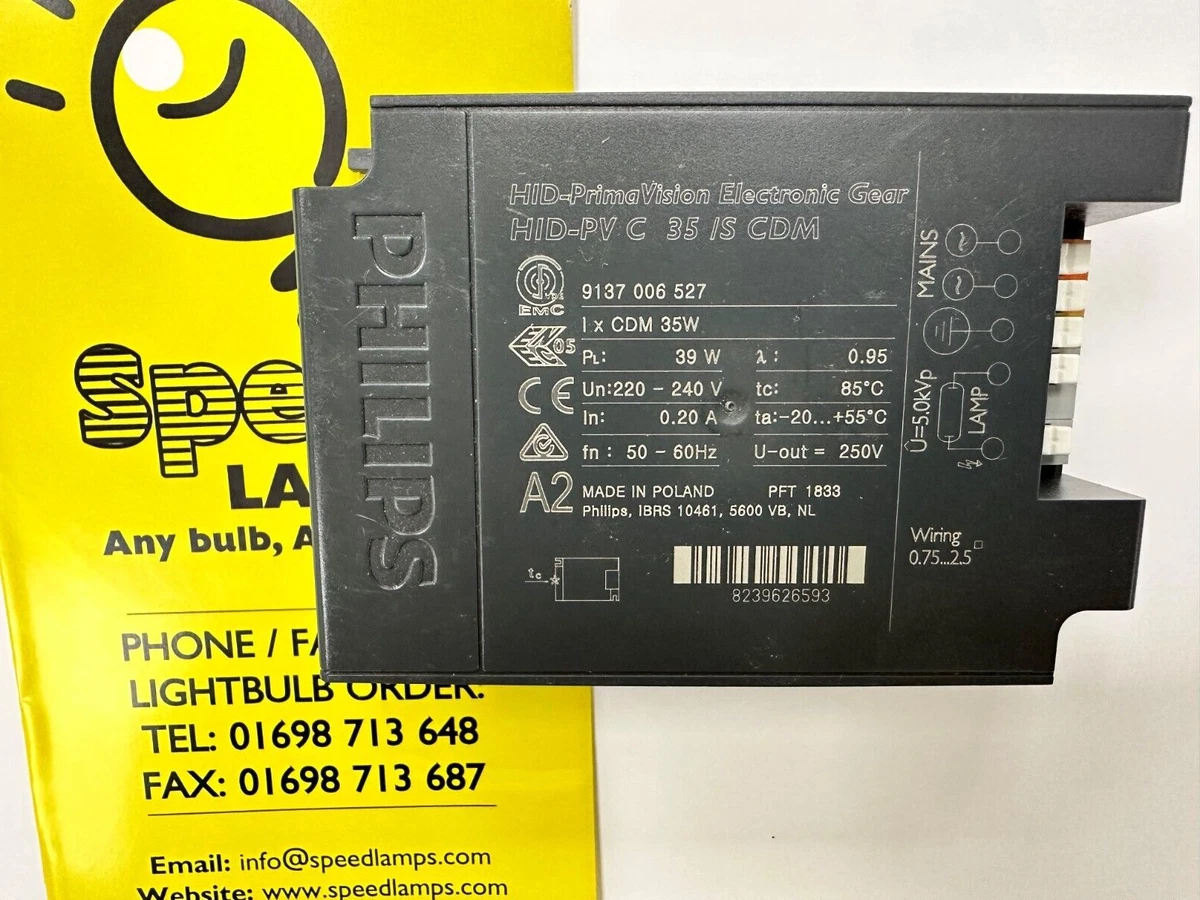 Spe
LA
Any bulb, A
PHONE / FA
LIGHTBULB ORDER:
TEL: 01698 713 648
FAX: 01698 713 687
Email: info@speedlamps.com
Website: www.speedlamps.com
PHILIPS
HID-PrimaVision Electronic Gear
HID-PV C 35 /S CDM
EMC
9137 006 527
1 x CDM 35W
05
PL: 39 W λ : 0.95
CE
Un:220 - 240 V tc: 85°C
In: 0.20 A ta:-20...+55°C
fn : 50 - 60Hz U-out = 250V
A2
MADE IN POLAND PFT 1833
Philips, IBRS 10461, 5600 VB, NL
tc
8239626593
MAINS
Û=5.0kVp
LAMP
Wiring
0.75...2.5